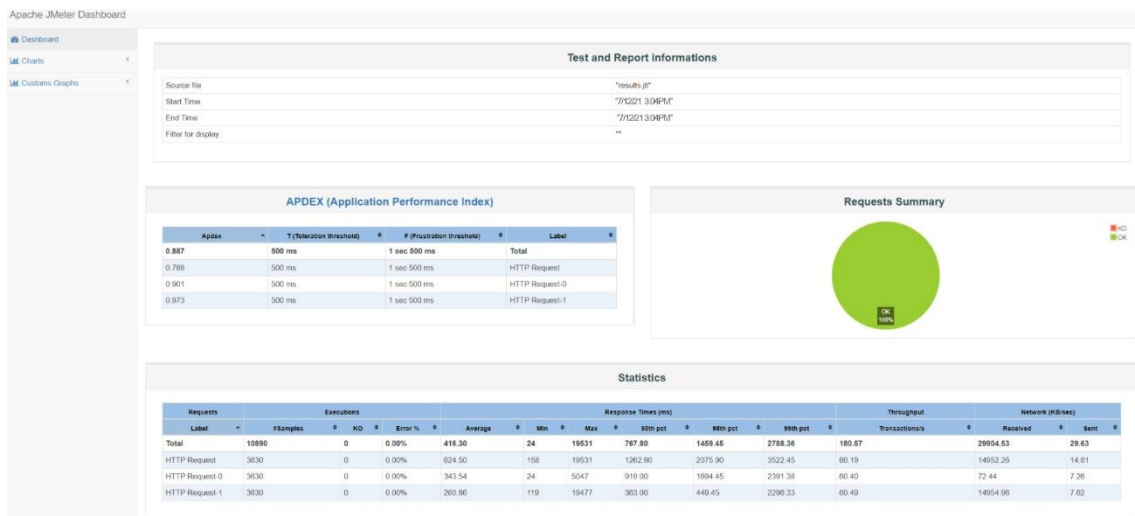 Apache JMeter Dashboard
Dashboard
Charts
Customs Graphs
Test and Report informations
Source file "results.jtl"
Start Time "7/12/21 3:04PM"
End Time "7/12/21 3:04PM"
Filter for display ""
APDEX (Application Performance Index)
Apdex T (Toleration threshold) F (Frustration threshold) Label
0.887 500 ms 1 sec 500 ms Total
0.788 500 ms 1 sec 500 ms HTTP Request
0.901 500 ms 1 sec 500 ms HTTP Request-0
0.973 500 ms 1 sec 500 ms HTTP Request-1
Requests Summary
KO
OK
OK
100%
Statistics
Requests Executions Response Times (ms) Throughput Network (KB/sec)
Label #Samples KO Error % Average Min Max 90th pct 95th pct 99th pct Transactions/s Received Sent
Total 10890 0 0.00% 416.30 24 19531 767.80 1459.45 2788.36 180.57 29904.53 29.63
HTTP Request 3630 0 0.00% 624.50 158 19531 1262.90 2075.90 3522.45 60.19 14952.26 14.81
HTTP Request-0 3630 0 0.00% 343.54 24 5047 919.00 1894.45 2391.38 60.40 72.44 7.26
HTTP Request-1 3630 0 0.00% 280.86 119 19477 363.00 449.45 2296.33 60.49 14954.96 7.62